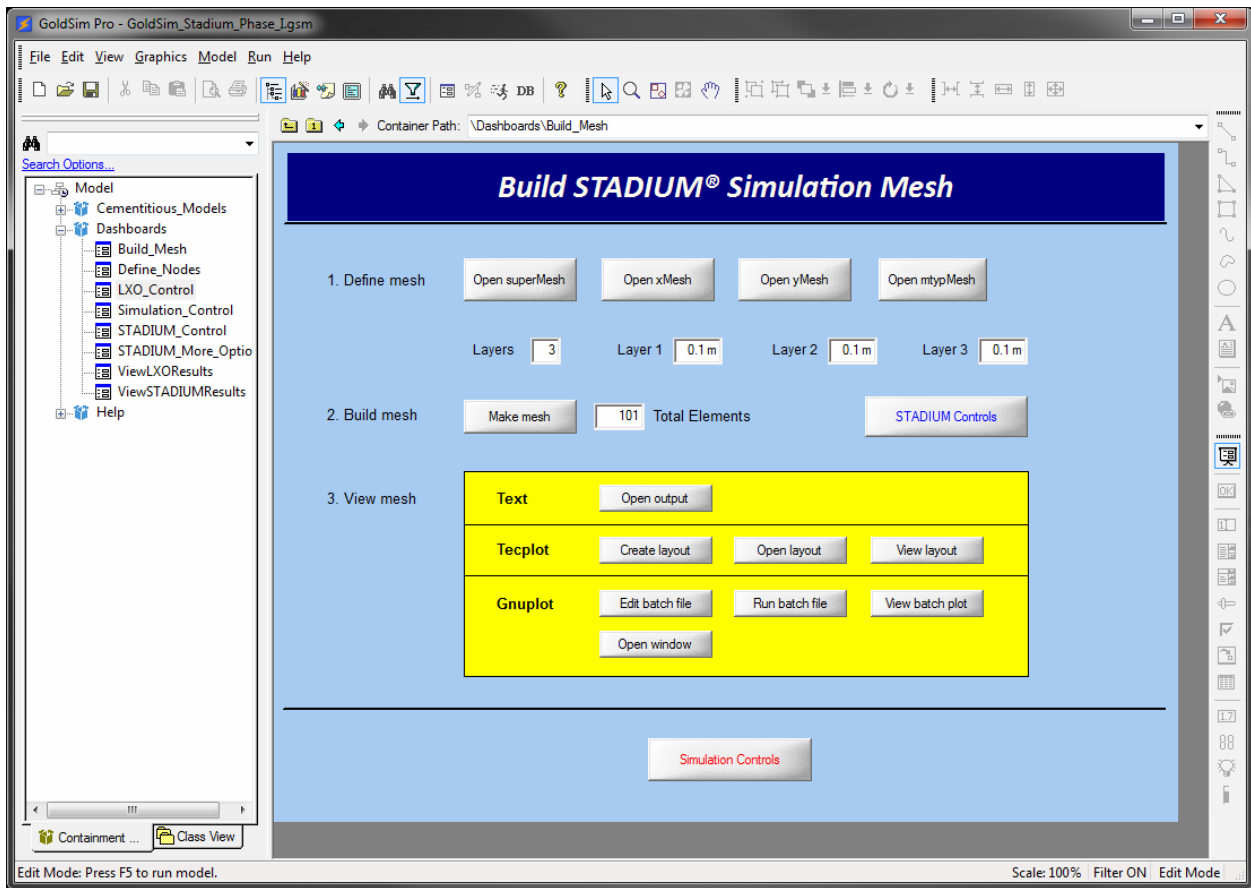 GoldSim Pro - GoldSim_Stadium_Phase_I.gsm
File Edit View Graphics Model Run Help
DB
Container Path: \Dashboards\Build_Mesh
Search Options...
Model
Cementitious_Models
Dashboards
Build_Mesh
Define_Nodes
LXO_Control
Simulation_Control
STADIUM_Control
STADIUM_More_Optio
ViewLXOResults
ViewSTADIUMResults
Help
Containment ... Class View
Build STADIUM® Simulation Mesh
1. Define mesh Open superMesh Open xMesh Open yMesh Open mtypMesh
Layers 3 Layer 1 0.1 m Layer 2 0.1 m Layer 3 0.1 m
2. Build mesh Make mesh 101 Total Elements STADIUM Controls
3. View mesh Text Open output
Tecplot Create layout Open layout View layout
Gnuplot Edit batch file Run batch file View batch plot
Open window
Simulation Controls
OK
1.7
88
Edit Mode: Press F5 to run model. Scale: 100% Filter ON Edit Mode